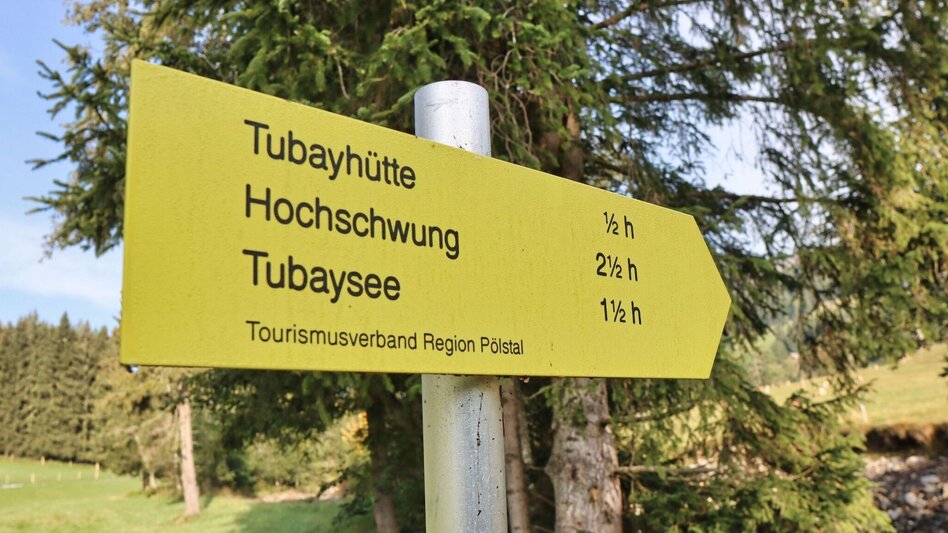 Tubayhütte ½ h
Hochschwung 2½ h
Tubaysee 1½ h
Tourismusverband Region Pölstal